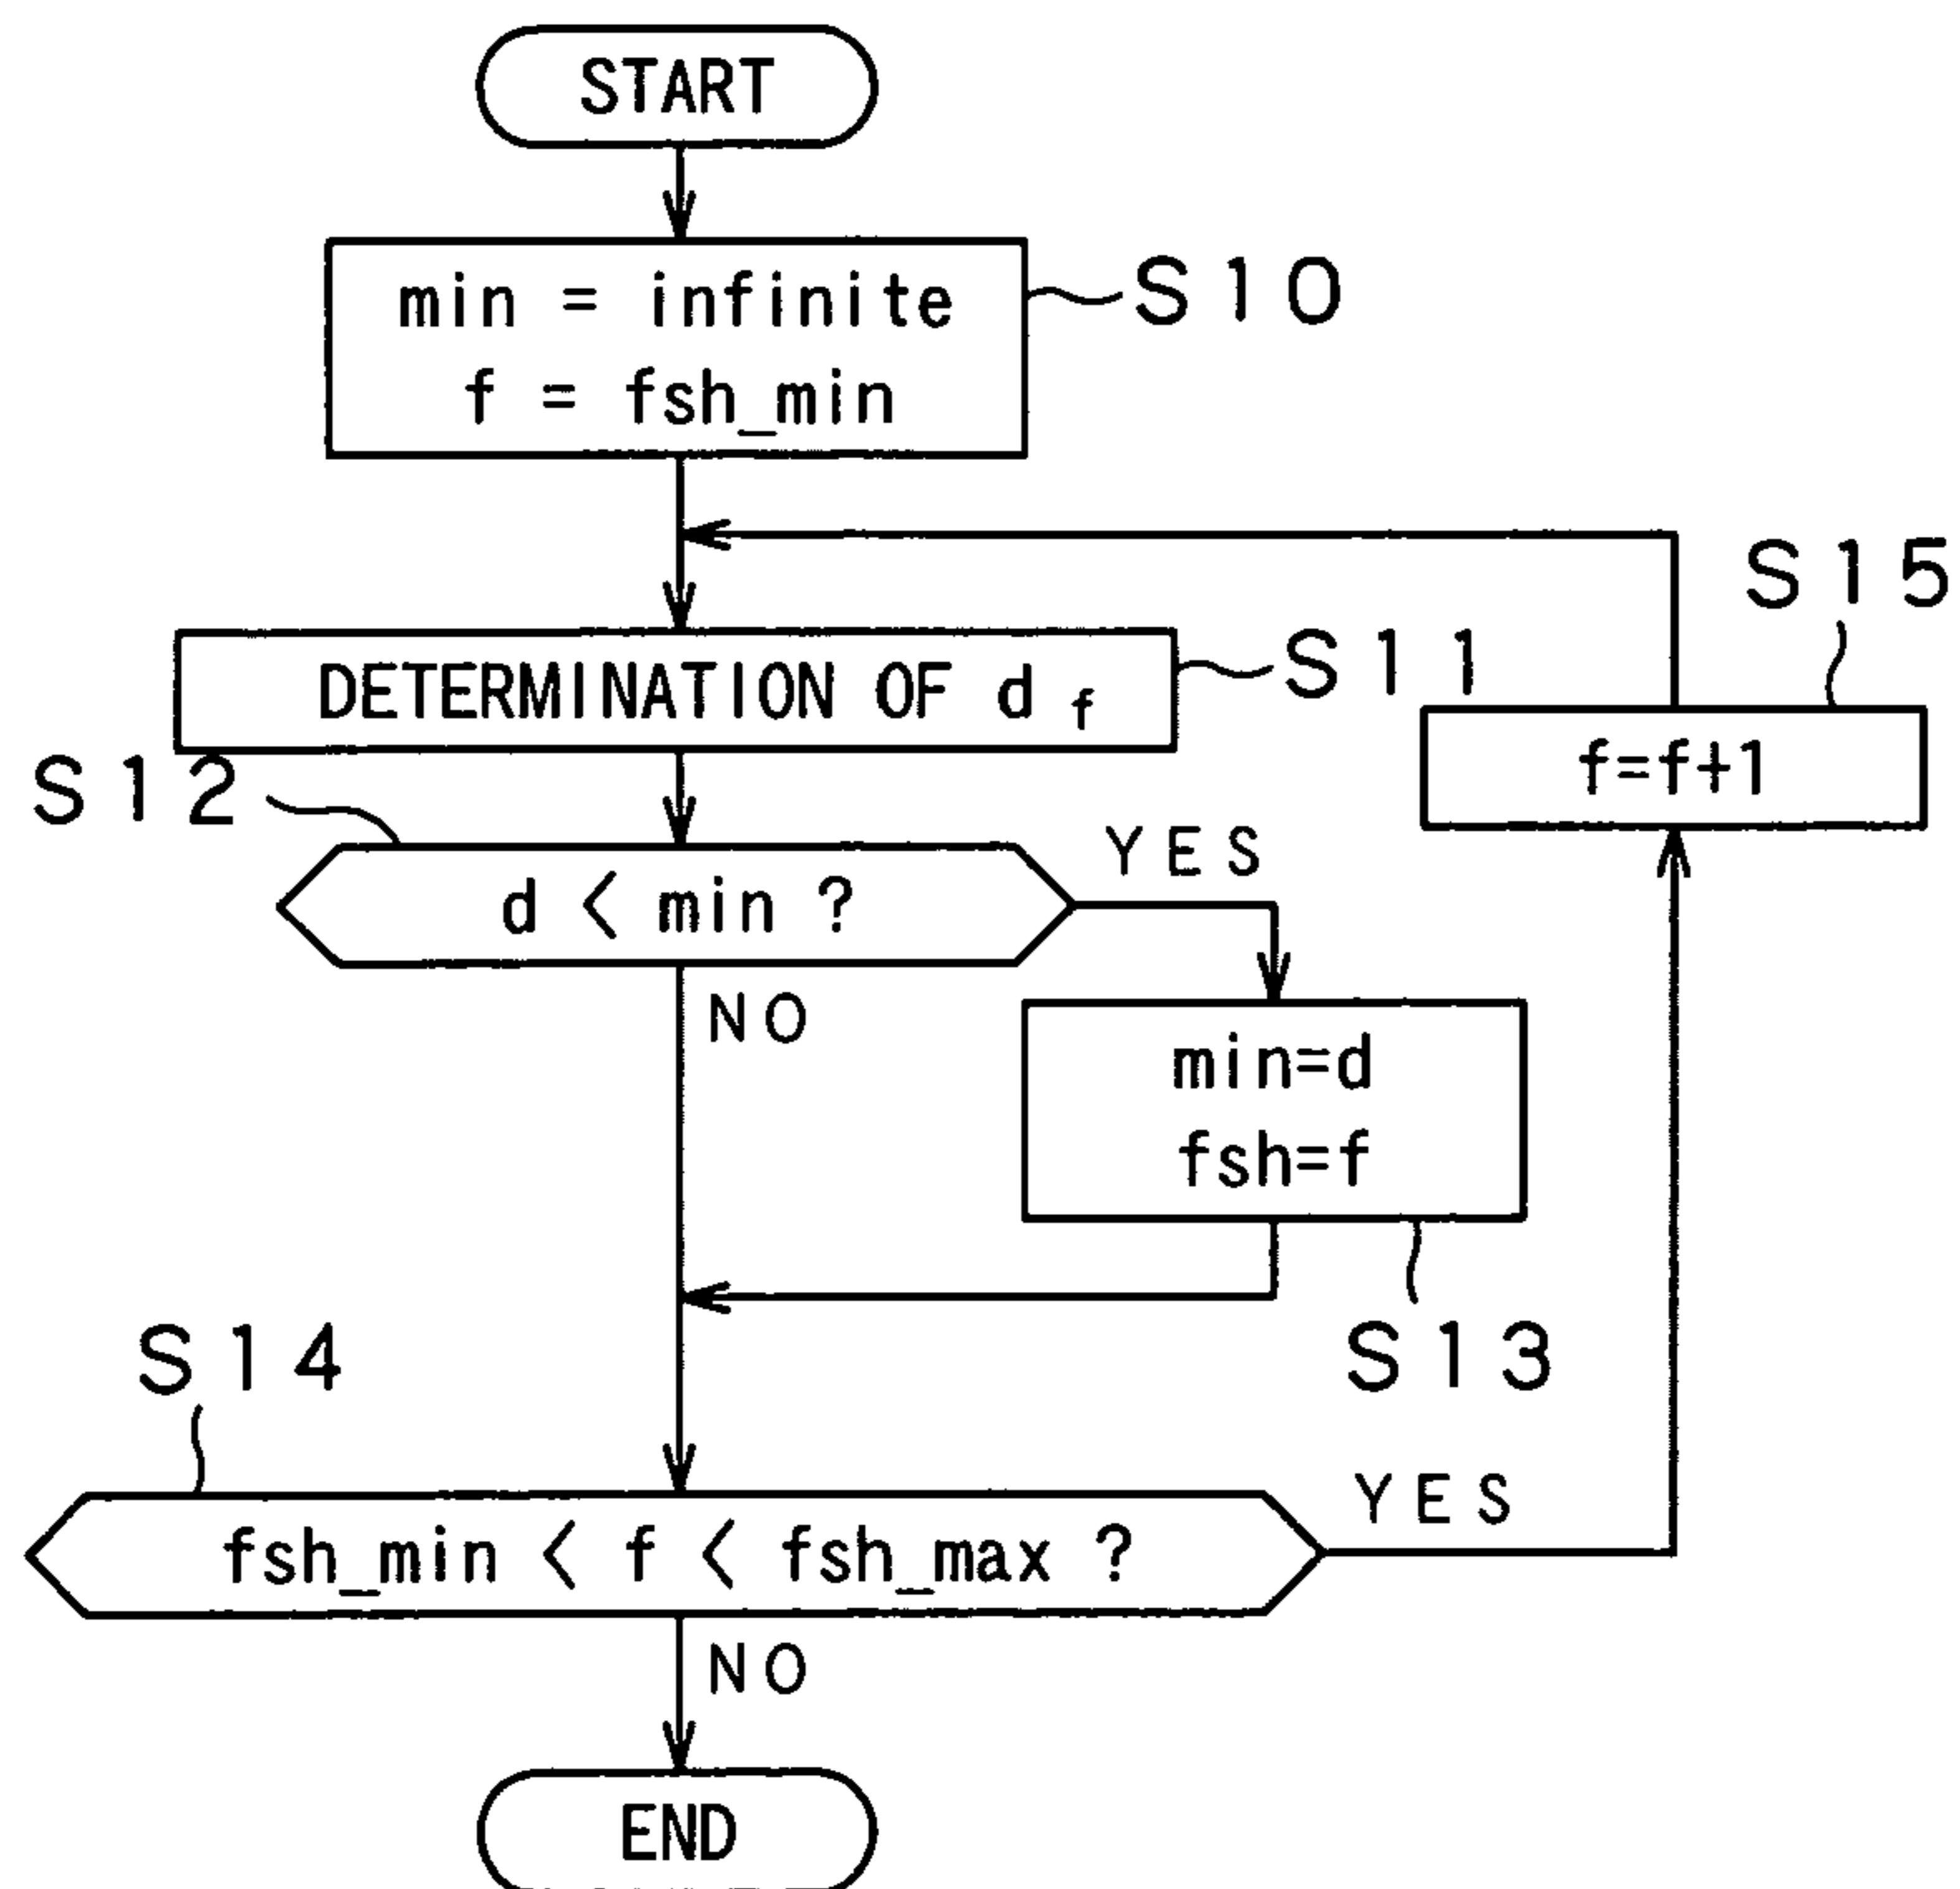 START
min = infinite
f = fsh_min
S10
S15
DETERMINATION OF d f
S11
f=f+1
S12
d < min ?
YES
NO
min=d
fsh=f
S13
S14
fsh_min < f < fsh_max ?
YES
NO
END